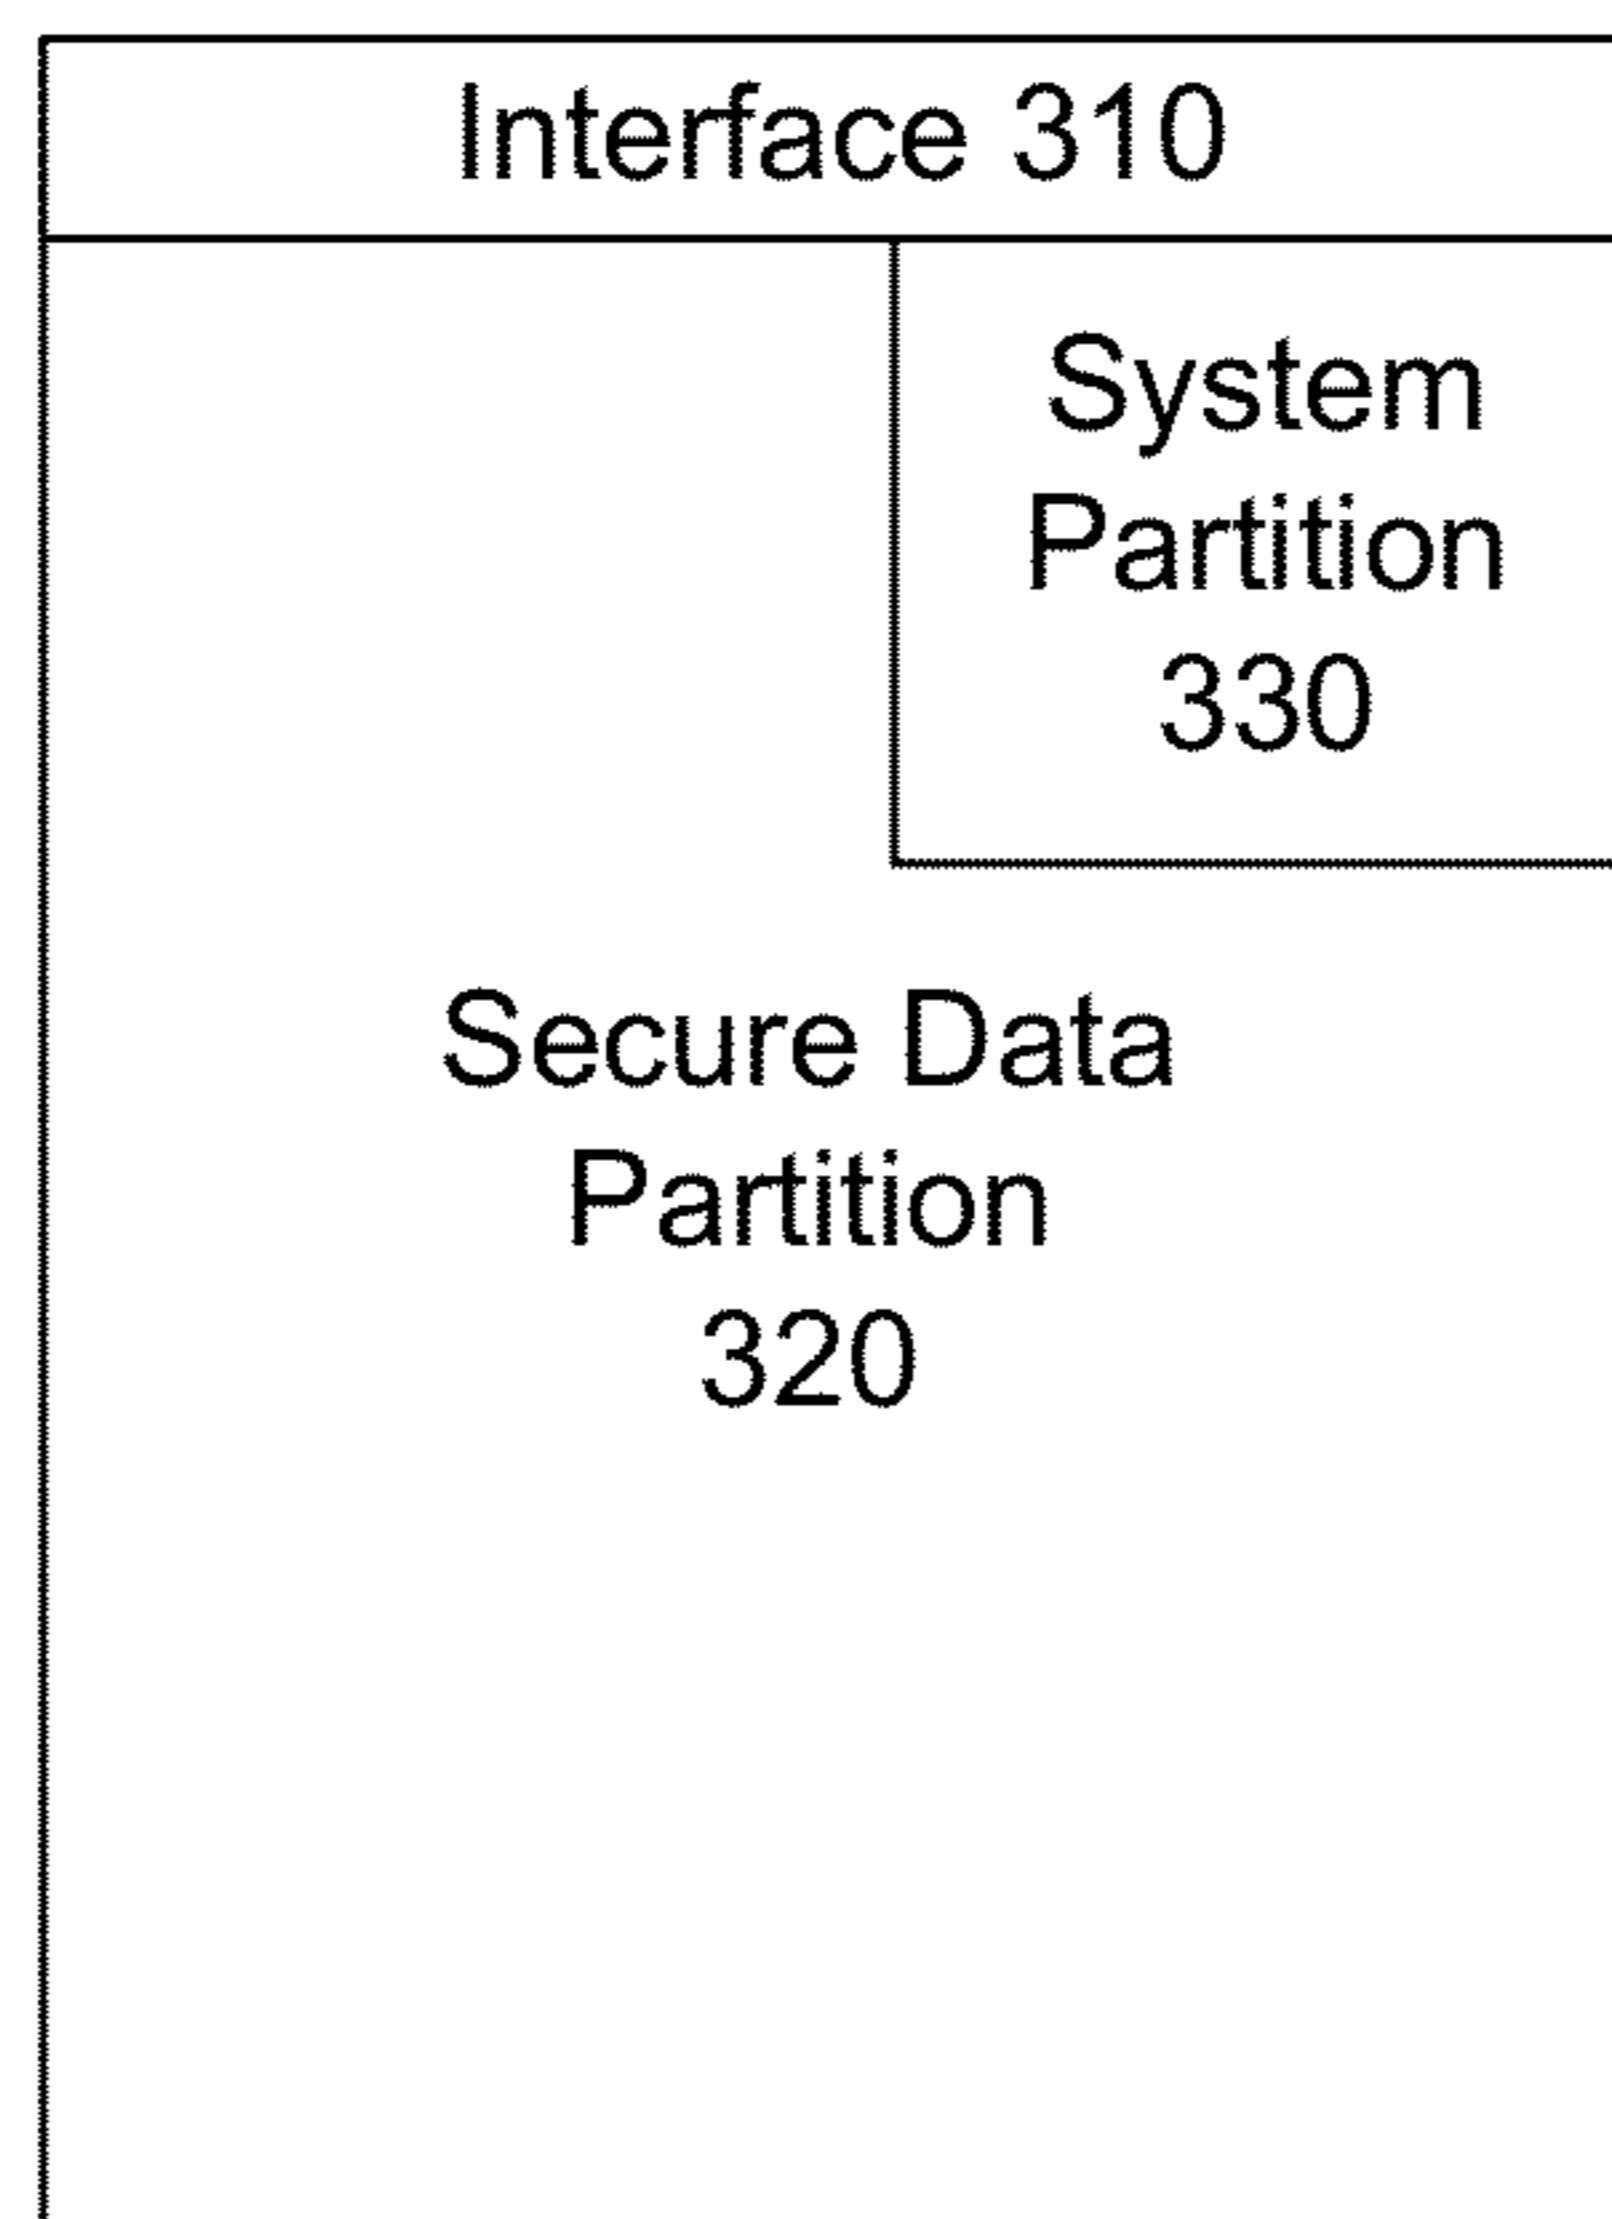 Interface 310
System
Partition
330
Secure Data
Partition
320